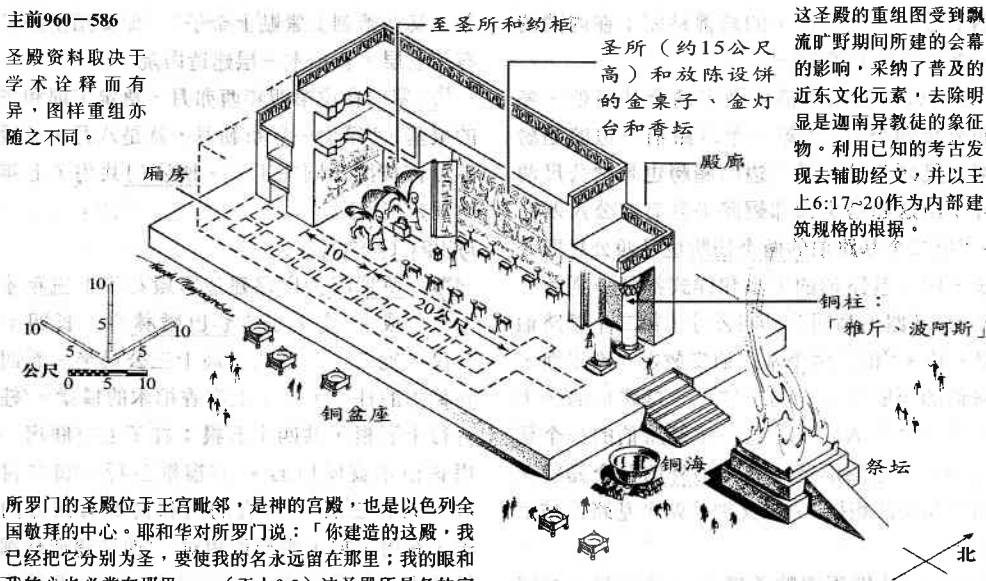 主前960－586
圣殿资料取决于
学术诠释而有
异，图样重组亦
随之不同。
至圣所和约柜
圣所（约15公尺
高）和放陈设饼
的金桌子、金灯
台和香坛
这圣殿的重组图受到飘
流旷野期间所建的会幕
的影响，采纳了普及的
近东文化元素，去除明
显是迦南异教徒的象征
物。利用已知的考古发
现去辅助经文，并以王
上6:17~20作为内部建
筑规格的根据。
殿廊
厢房
铜柱：
「雅斤、波阿斯」
10
20公尺
Hugh Claycombe
10
10
5
5
10
公尺 0 5 10
铜盆座
铜海
祭坛
北
所罗门的圣殿位于王宫毗邻，是神的宫殿，也是以色列全
国敬拜的中心。耶和华对所罗门说：「你建造的这殿，我
已经把它分别为圣，要使我的名永远留在那里；我的眼和